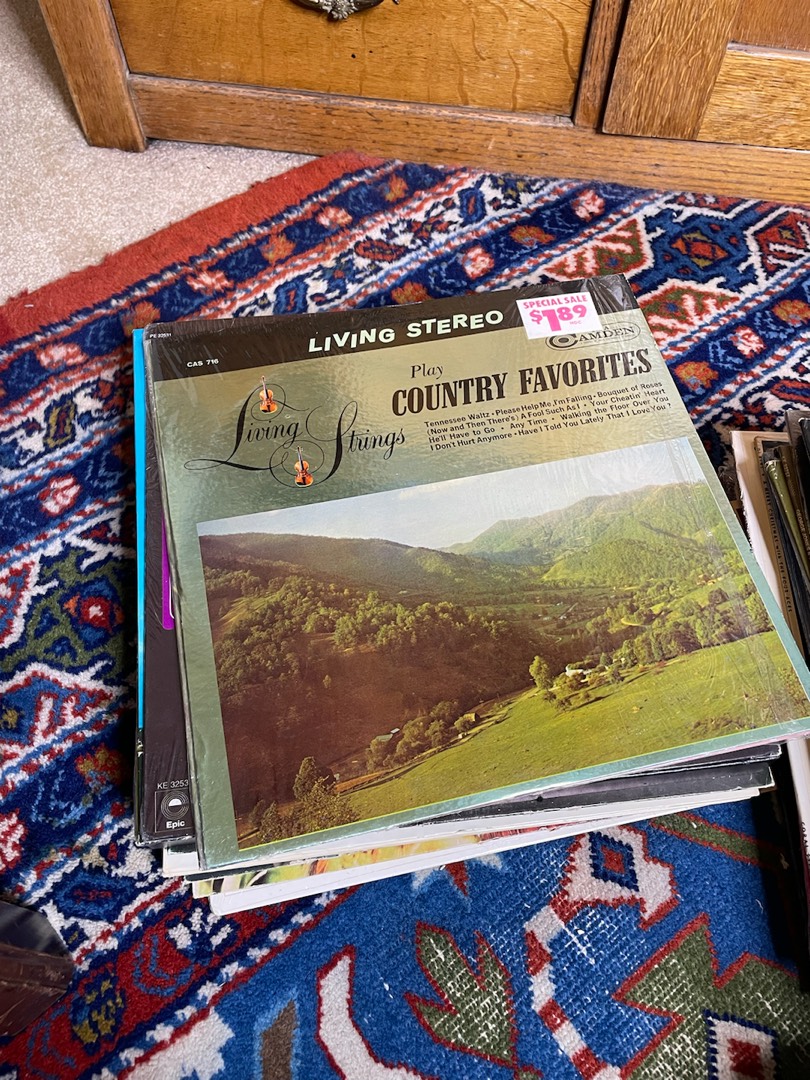 PE 32531
LIVING STEREO
SPECIAL SALE
$1.89
CAS 716
CAMDEN
Play
COUNTRY FAVORITES
Living Strings
Tennessee Waltz • Please Help Me, I'm Falling • Bouquet of Roses
(Now and Then There's) A Fool Such As I • Your Cheatin' Heart
He'll Have to Go • Any Time • Walking the Floor Over You
I Don't Hurt Anymore • Have I Told You Lately That I Love You?
KE 3253
Epic